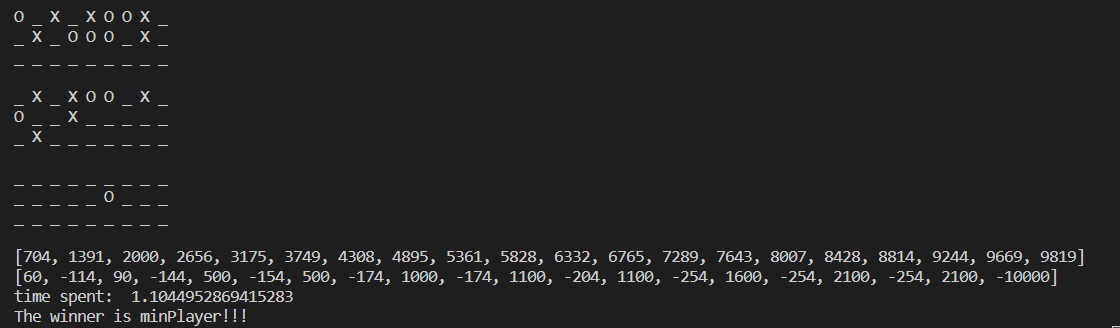 O _ X _ X O O X _
_ X _ O O O _ X _
_ _ _ _ _ _ _ _ _
_ X _ X O O _ X _
O _ _ X _ _ _ _ _
_ X _ _ _ _ _ _ _
_ _ _ _ _ _ _ _ _
_ _ _ _ _ O _ _ _
_ _ _ _ _ _ _ _ _
[704, 1391, 2000, 2656, 3175, 3749, 4308, 4895, 5361, 5828, 6332, 6765, 7289, 7643, 8007, 8428, 8814, 9244, 9669, 9819]
[60, -114, 90, -144, 500, -154, 500, -174, 1000, -174, 1100, -204, 1100, -254, 1600, -254, 2100, -254, 2100, -10000]
time spent:  1.1044952869415283
The winner is minPlayer!!!